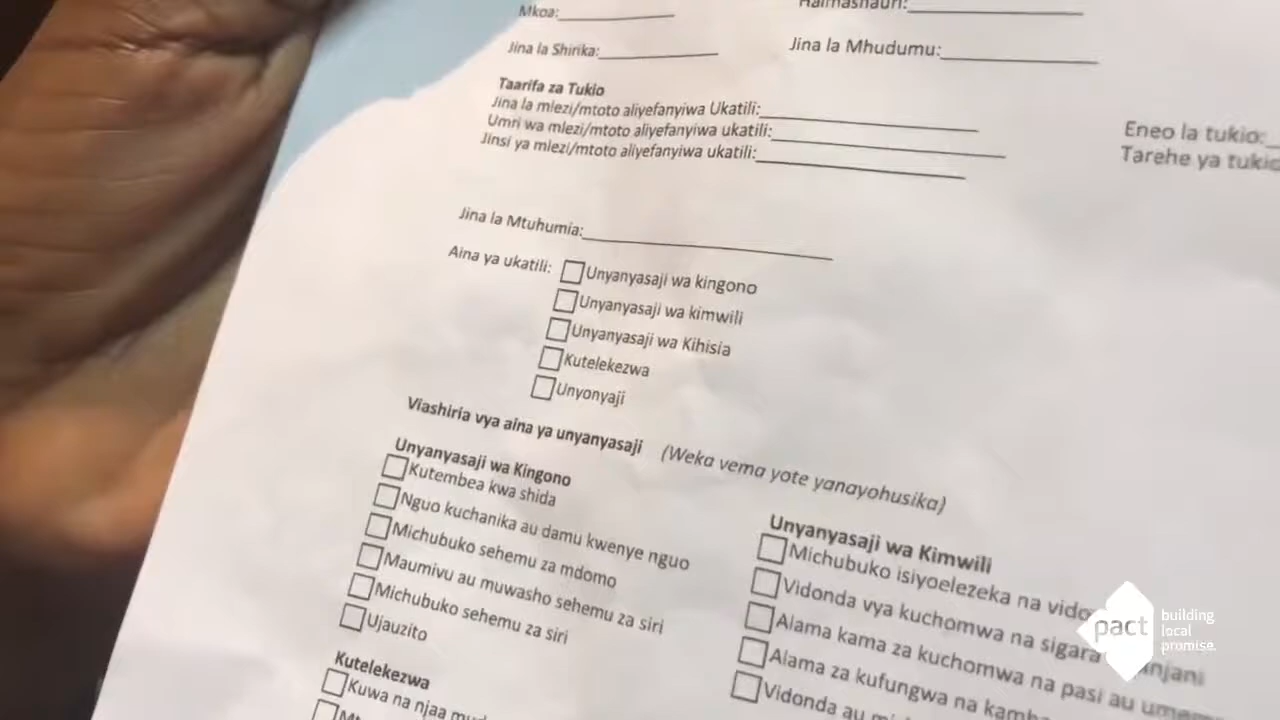 Mkoa:
Halmashauri:
Jina la Shirika:
Jina la Mhudumu:
Taarifa za Tukio
Jina la mlezi/mtoto aliyefanyiwa Ukatili:
Umri wa mlezi/mtoto aliyefanyiwa ukatili:
Jinsi ya mlezi/mtoto aliyefanyiwa ukatili:
Eneo la tukio:
Tarehe ya tukio
Jina la Mtuhumia:
Aina ya ukatili:
Unyanyasaji wa kingono
Unyanyasaji wa kimwili
Unyanyasaji wa Kihisia
Kutelekezwa
Unyonyaji
Viashiria vya aina ya unyanyasaji (Weka vema yote yanayohusika)
Unyanyasaji wa Kingono
Kutembea kwa shida
Nguo kuchanika au damu kwenye nguo
Michubuko sehemu za mdomo
Maumivu au muwasho sehemu za siri
Michubuko sehemu za siri
Ujauzito
Kutelekezwa
Kuwa na njaa
Unyanyasaji wa Kimwili
Michubuko isiyoelezeka na
Vidonda vya kuchomwa na sigara
Alama kama za kuchomwa na pasi au
Alama za kufungwa na
Vidonda au
pact
building
local
promise.